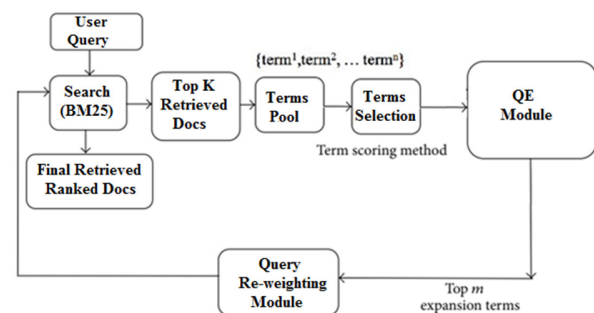 User
Query
{term¹,term², … termⁿ}
Search
(BM25)
Top K
Retrieved
Docs
Terms
Pool
Terms
Selection
QE
Module
Term scoring method
Final Retrieved
Ranked Docs
Query
Re-weighting
Module
Top m
expansion terms